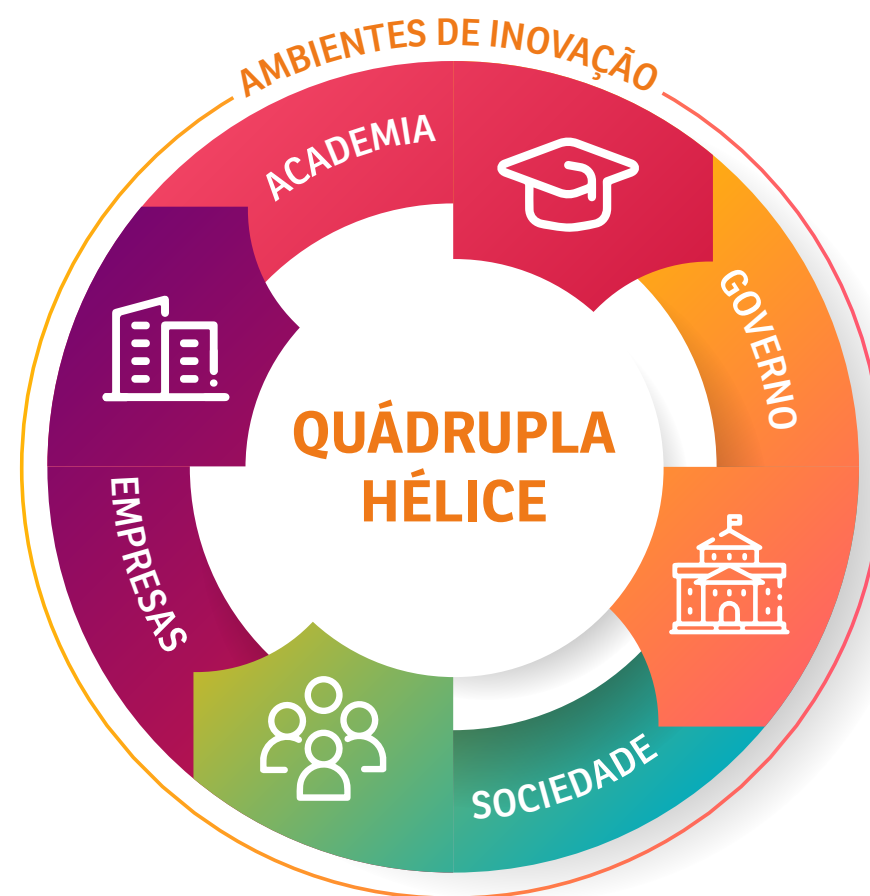 AMBIENTES DE INOVAÇÃO
ACADEMIA
GOVERNO
QUÁDRUPLA
HÉLICE
EMPRESAS
SOCIEDADE